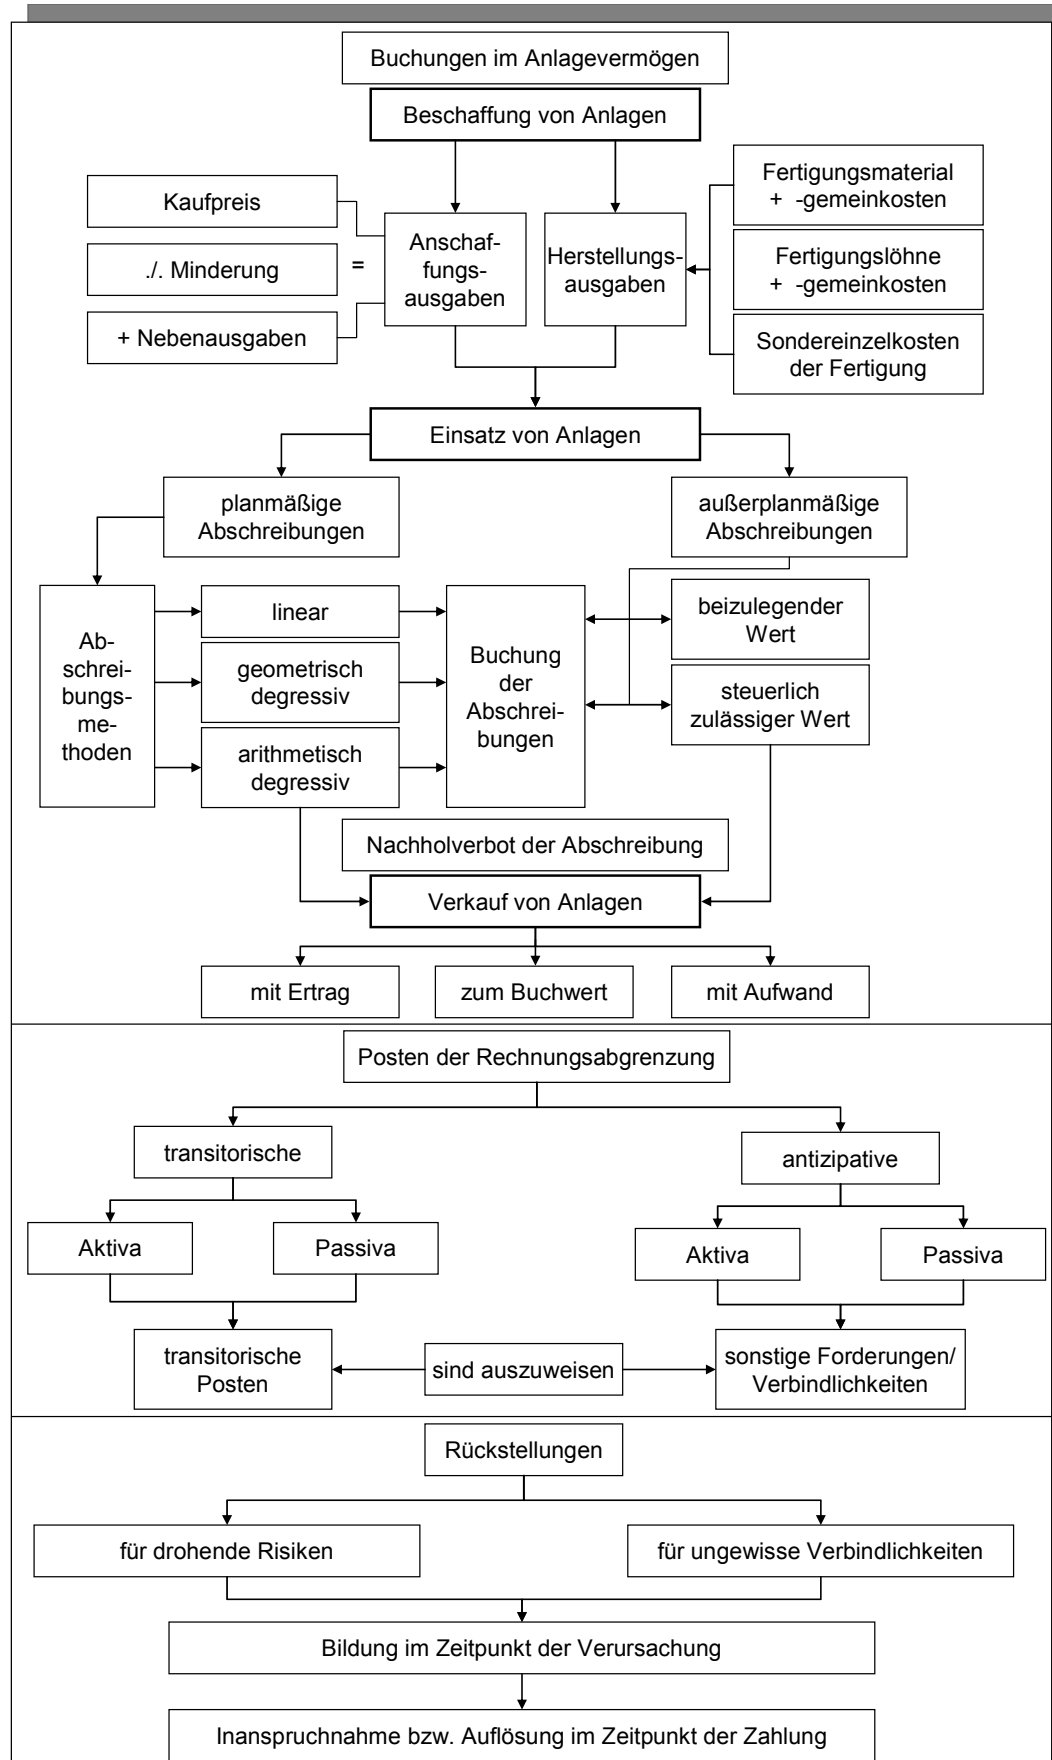 Buchungen im Anlagevermögen
Beschaffung von Anlagen
Kaufpreis
./. Minderung
+ Nebenausgaben
=
Anschaf-
fungs-
ausgaben
Herstellungs-
ausgaben
Fertigungsmaterial
+ -gemeinkosten
Fertigungslöhne
+ -gemeinkosten
Sondereinzelkosten
der Fertigung
Einsatz von Anlagen
planmäßige
Abschreibungen
außerplanmäßige
Abschreibungen
Ab-
schrei-
bungs-
me-
thoden
linear
geometrisch
degressiv
arithmetisch
degressiv
Buchung
der
Abschrei-
bungen
beizulegender
Wert
steuerlich
zulässiger Wert
Nachholverbot der Abschreibung
Verkauf von Anlagen
mit Ertrag
zum Buchwert
mit Aufwand
Posten der Rechnungsabgrenzung
transitorische
antizipative
Aktiva
Passiva
Aktiva
Passiva
transitorische
Posten
sind auszuweisen
sonstige Forderungen/
Verbindlichkeiten
Rückstellungen
für drohende Risiken
für ungewisse Verbindlichkeiten
Bildung im Zeitpunkt der Verursachung
Inanspruchnahme bzw. Auflösung im Zeitpunkt der Zahlung